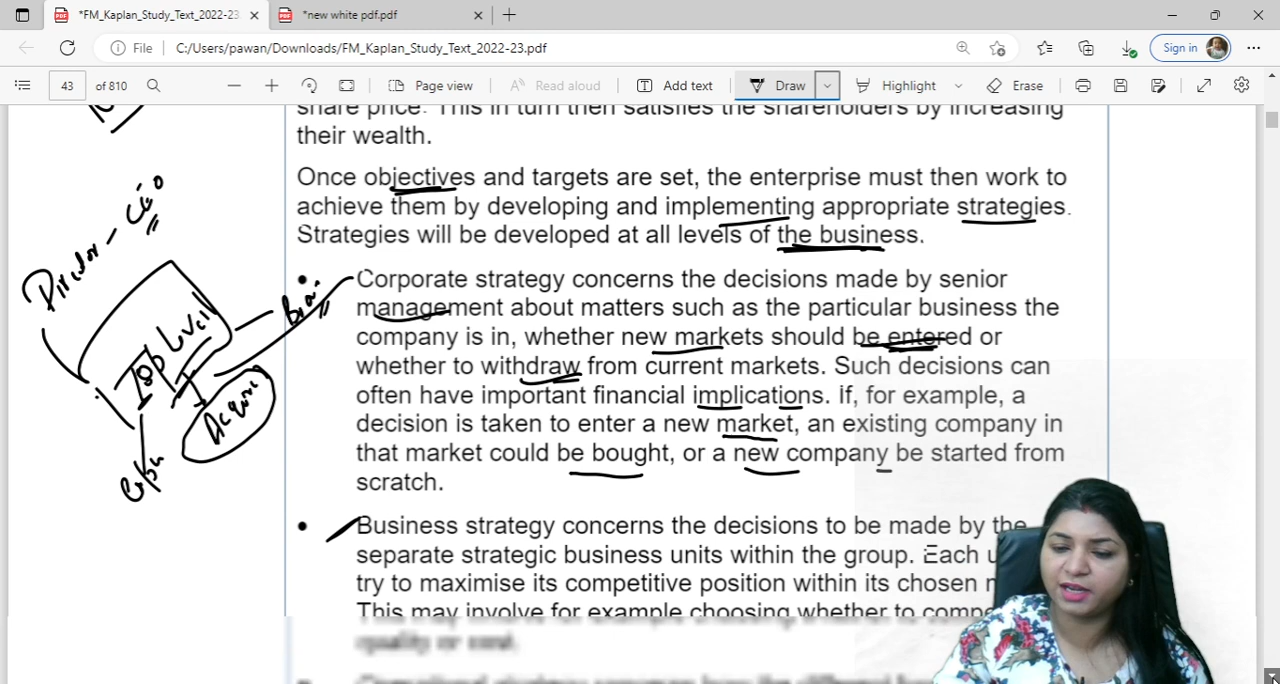 *FM_Kaplan_Study_Text_2022-23
*new white pdf.pdf
File
C:/Users/pawan/Downloads/FM_Kaplan_Study_Text_2022-23.pdf
Sign in
43 of 810
Page view
Read aloud
Add text
Draw
Highlight
Erase
share price. This in turn then satisfies the shareholders by increasing
their wealth.
Once objectives and targets are set, the enterprise must then work to
achieve them by developing and implementing appropriate strategies.
Strategies will be developed at all levels of the business.
Director - CEO
Top Level
• Corporate strategy concerns the decisions made by senior
management about matters such as the particular business the
company is in, whether new markets should be entered or
whether to withdraw from current markets. Such decisions can
often have important financial implications. If, for example, a
decision is taken to enter a new market, an existing company in
that market could be bought, or a new company be started from
scratch.
• Business strategy concerns the decisions to be made by the
separate strategic business units within the group. Each u
try to maximise its competitive position within its chosen
This may involve for example choosing whether to compe
quality or cost.